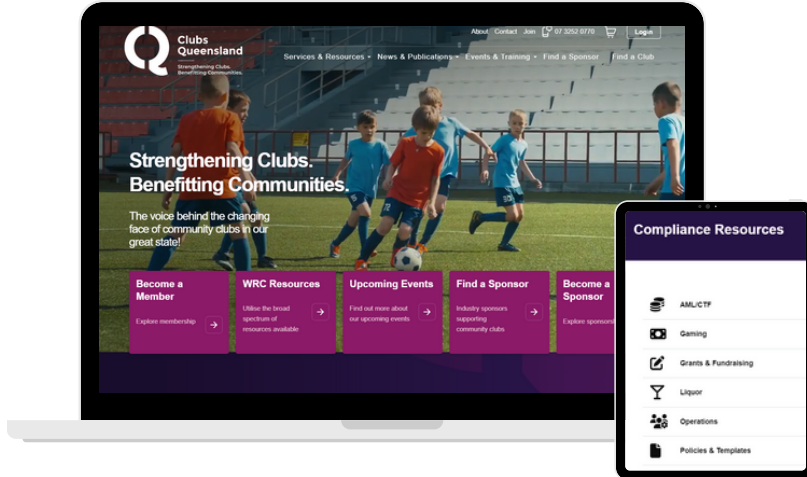 Clubs
Queensland
Strengthening Clubs.
Benefitting Communities.
About Contact Join 07 3252 0770 Login
Services & Resources News & Publications Events & Training Find a Sponsor Find a Club
Strengthening Clubs.
Benefitting Communities.
The voice behind the changing
face of community clubs in our
great state!
Become a
Member
Explore membership
WRC Resources
Utilise the broad
spectrum of
resources available
Upcoming Events
Find out more about
our upcoming events
Find a Sponsor
Industry sponsors
supporting
community clubs
Become a
Sponsor
Explore sponsorsh
Compliance Resources
AML/CTF
Gaming
Grants & Fundraising
Liquor
Operations
Policies & Templates